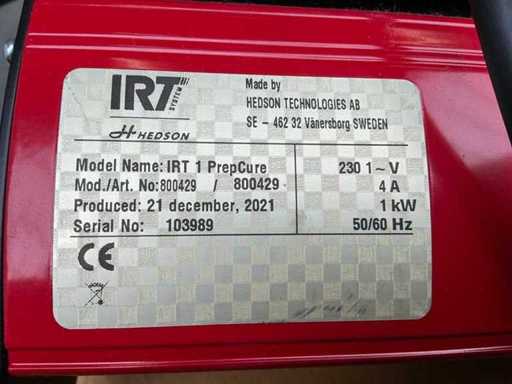 IRT SYSTEM
Made by
HEDSON TECHNOLOGIES AB
SE – 462 32 Vänersborg SWEDEN
H HEDSON
Model Name: IRT 1 PrepCure 230 1 ~ V
Mod./Art. No: 800429 / 800429 4 A
Produced: 21 december, 2021 1 kW
Serial No: 103989 50/60 Hz
CE